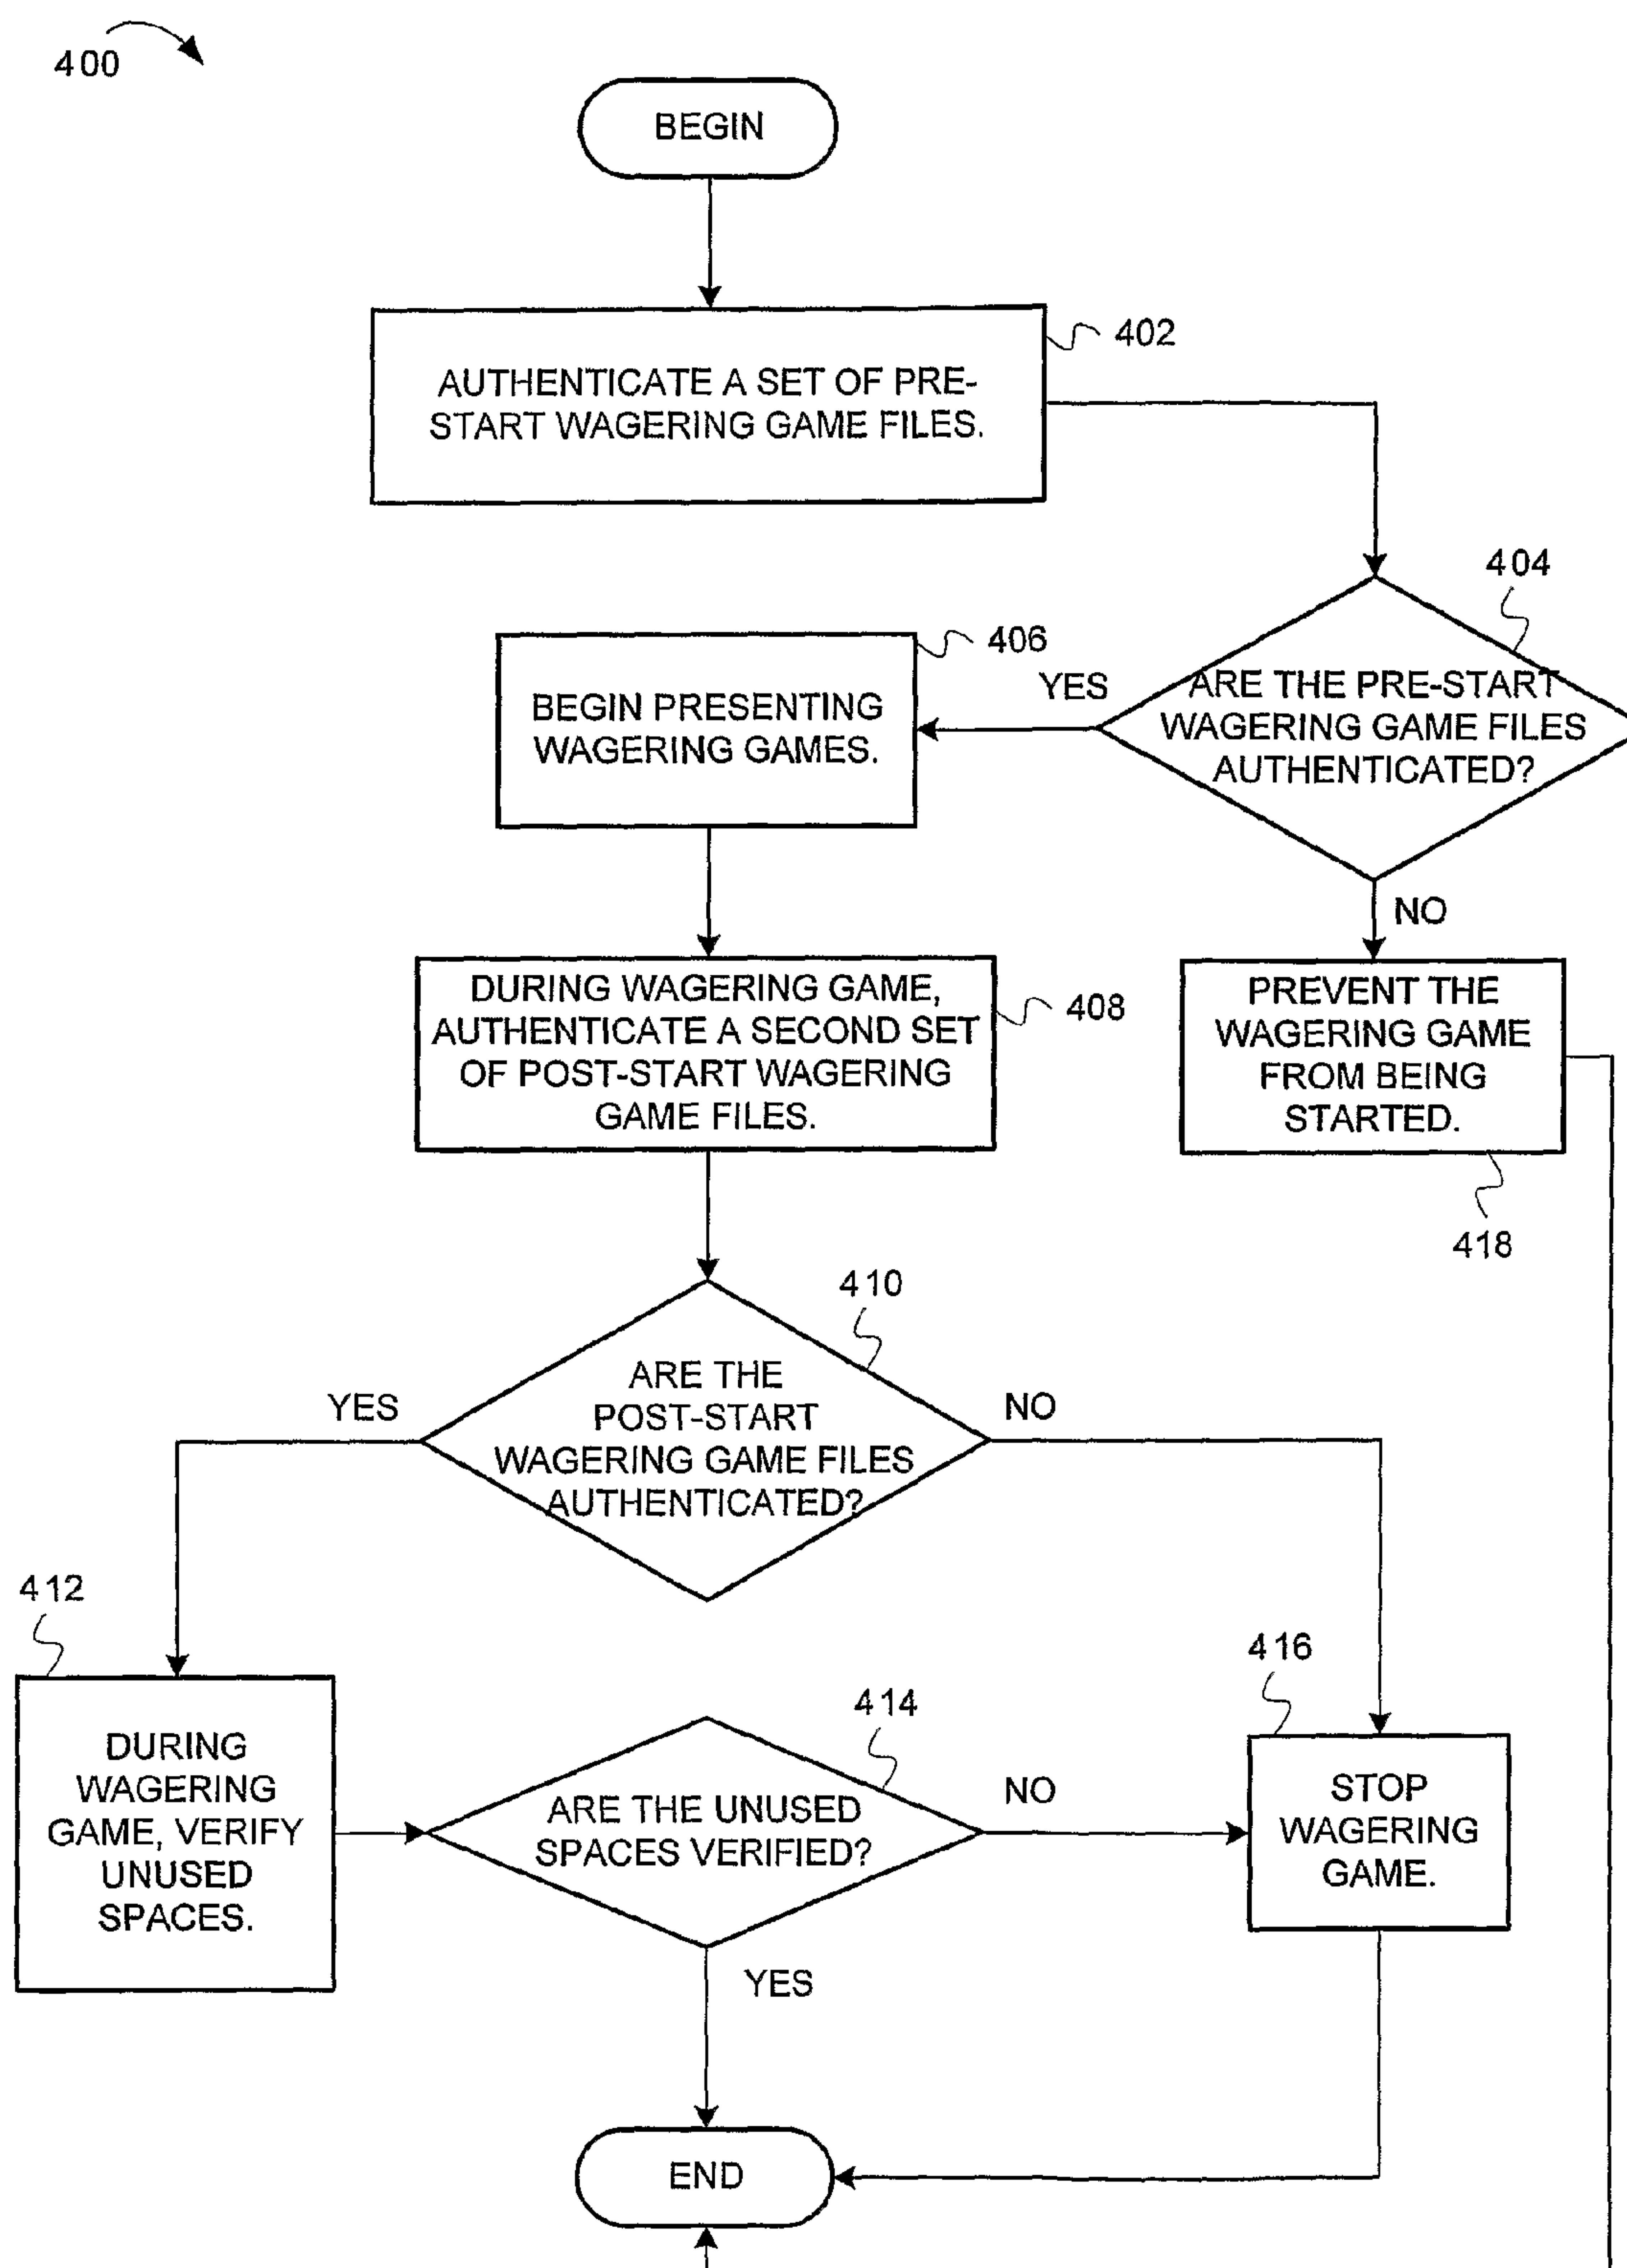 400
BEGIN
402
AUTHENTICATE A SET OF PRE-
START WAGERING GAME FILES.
404
ARE THE PRE-START
WAGERING GAME FILES
AUTHENTICATED?
YES
NO
406
BEGIN PRESENTING
WAGERING GAMES.
408
DURING WAGERING GAME,
AUTHENTICATE A SECOND SET
OF POST-START WAGERING
GAME FILES.
PREVENT THE
WAGERING GAME
FROM BEING
STARTED.
418
410
ARE THE
POST-START
WAGERING GAME FILES
AUTHENTICATED?
YES
NO
412
DURING
WAGERING
GAME, VERIFY
UNUSED
SPACES.
414
ARE THE UNUSED
SPACES VERIFIED?
NO
YES
416
STOP
WAGERING
GAME.
END